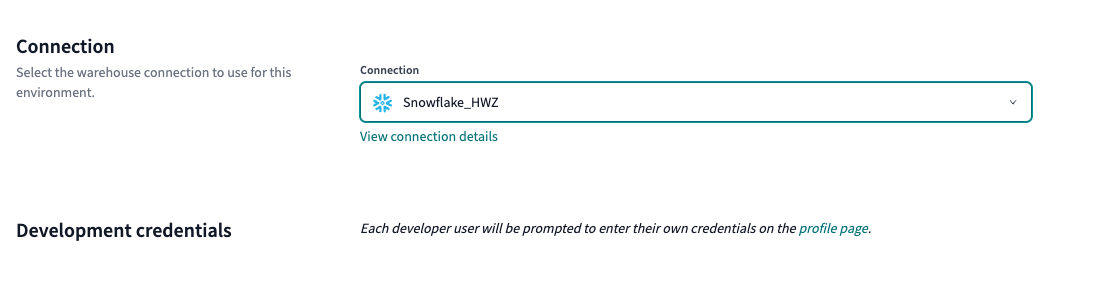 Connection
Select the warehouse connection to use for this
environment.
Connection
Snowflake_HWZ
View connection details
Development credentials
Each developer user will be prompted to enter their own credentials on the profile page.